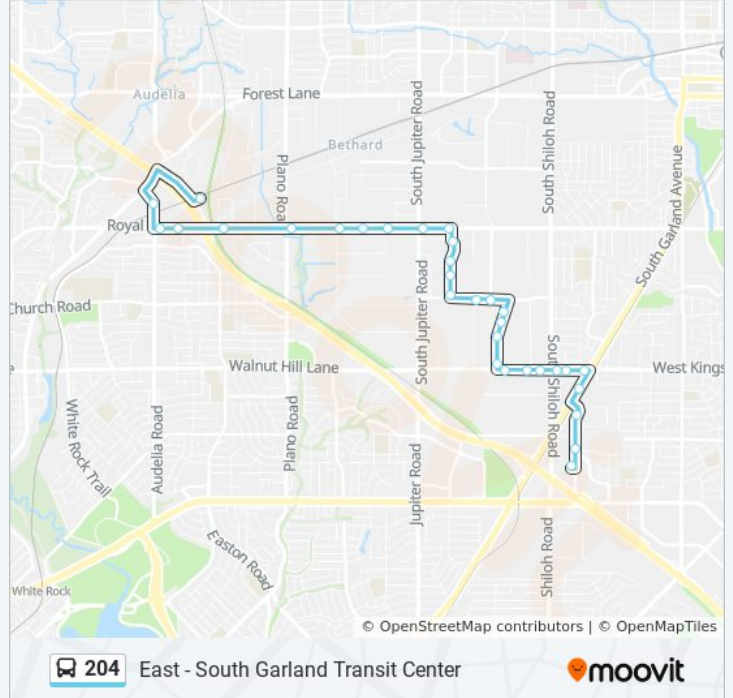 Audelia
Forest Lane
Bethard
South Jupiter Road
South Shiloh Road
Plano Roa
South Garland Avenue
Royal
Church Road
South Jupiter Road
Walnut Hill Lane
South Shiloh Road
West Kings
White Rock Trail
Audelia Road
Plano Road
Jupiter Road
Easton Road
Shiloh Road
White Rock
© OpenStreetMap contributors | © OpenMapTiles
204 East - South Garland Transit Center
moovit